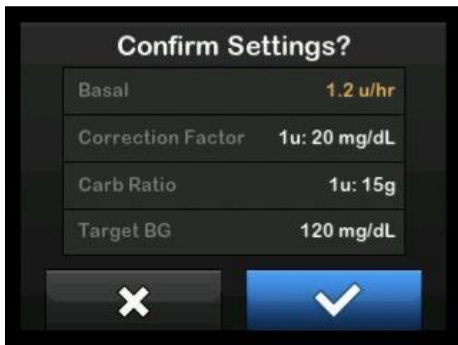 Confirm Settings?
Basal 1.2 u/hr
Correction Factor 1u: 20 mg/dL
Carb Ratio 1u: 15g
Target BG 120 mg/dL